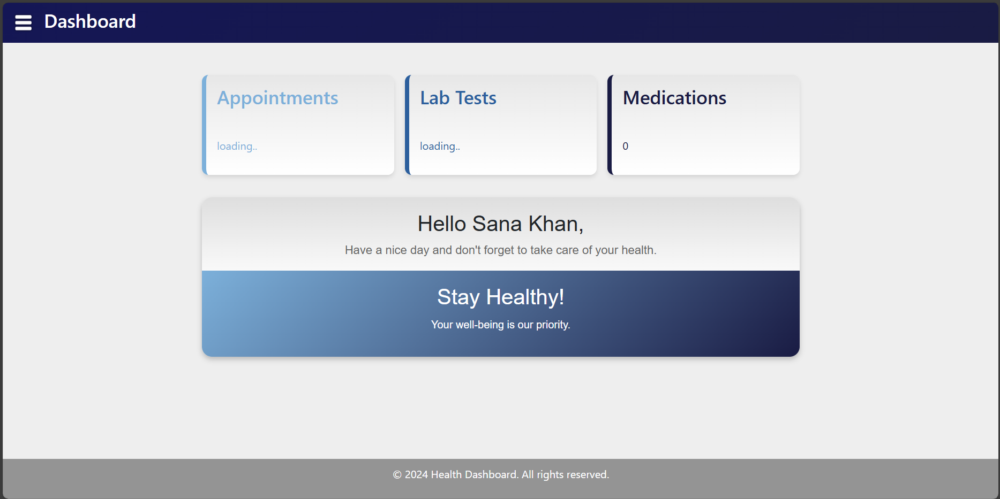 Dashboard
Appointments
loading..
Lab Tests
loading..
Medications
0
Hello Sana Khan,
Have a nice day and don't forget to take care of your health.
Stay Healthy!
Your well-being is our priority.
© 2024 Health Dashboard. All rights reserved.